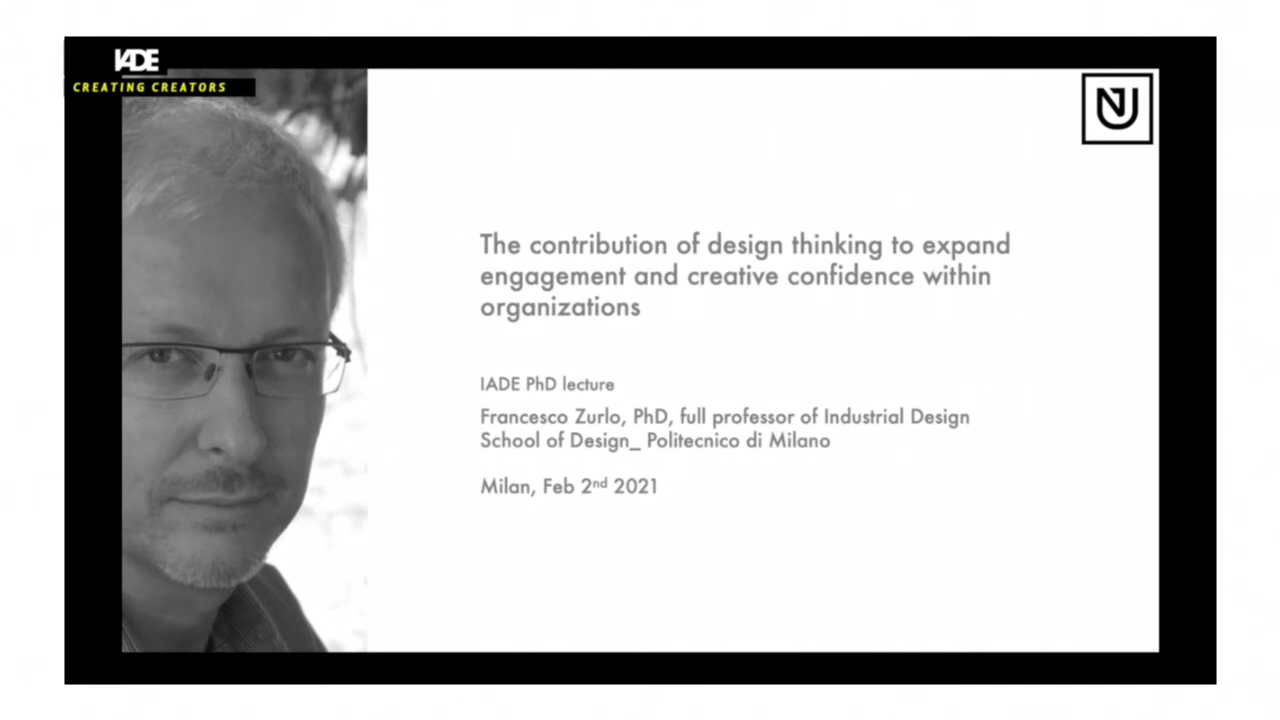 IADE
CREATING CREATORS
The contribution of design thinking to expand
engagement and creative confidence within
organizations
IADE PhD lecture
Francesco Zurlo, PhD, full professor of Industrial Design
School of Design_ Politecnico di Milano
Milan, Feb 2nd 2021